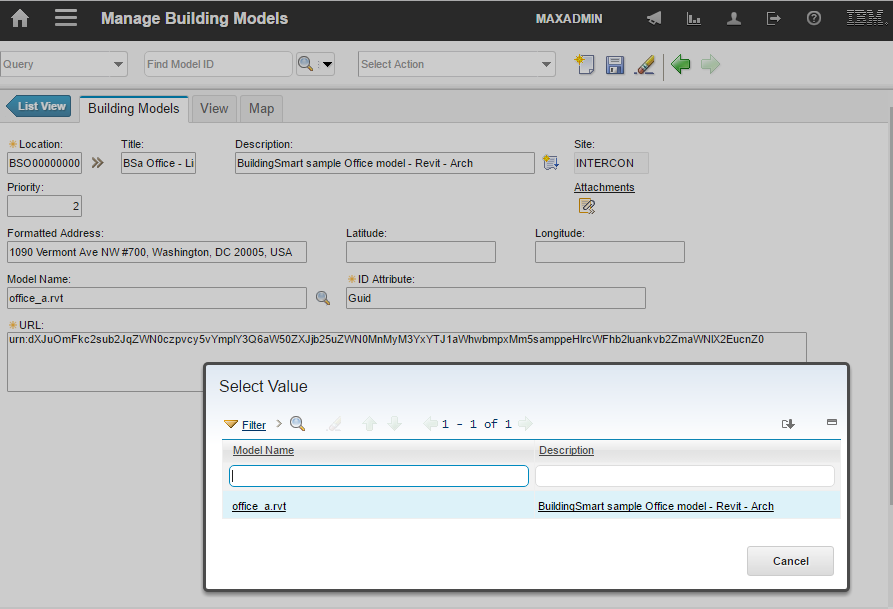 Manage Building Models MAXADMIN IBM.
Query Find Model ID Select Action
List View Building Models View Map
Location: Title: Description: Site:
BSO00000000 BSa Office - Li BuildingSmart sample Office model - Revit - Arch INTERCON
Priority: Attachments
2
Formatted Address: Latitude: Longitude:
1090 Vermont Ave NW #700, Washington, DC 20005, USA
Model Name: ID Attribute:
office_a.rvt Guid
URL:
Select Value
Filter 1 - 1 of 1
Model Name Description
office_a.rvt BuildingSmart sample Office model - Revit - Arch
Cancel